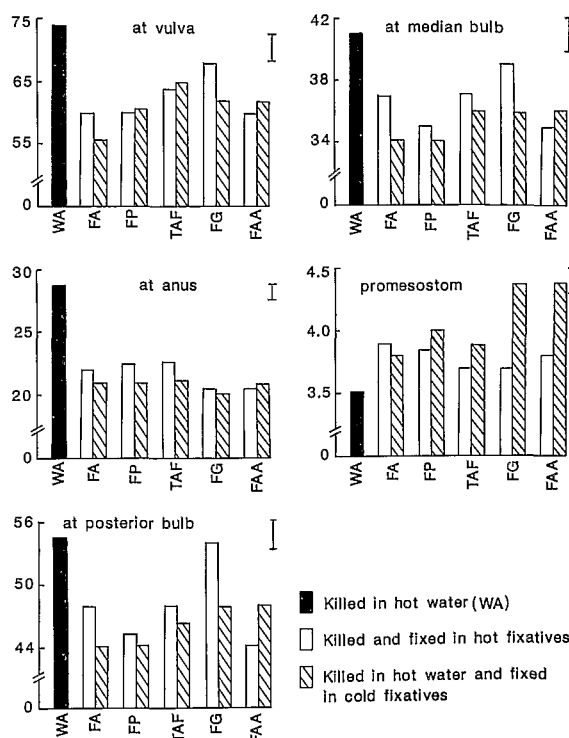 at vulva
75
65
55
0
WA FA FP TAF FG FAA
at median bulb
42
38
34
0
WA FA FP TAF FG FAA
at anus
30
25
20
0
WA FA FP TAF FG FAA
promesostom
4.5
4.0
3.5
0
WA FA FP TAF FG FAA
at posterior bulb
56
50
44
0
WA FA FP TAF FG FAA
Killed in hot water (WA)
Killed and fixed in hot fixatives
Killed in hot water and fixed
in cold fixatives